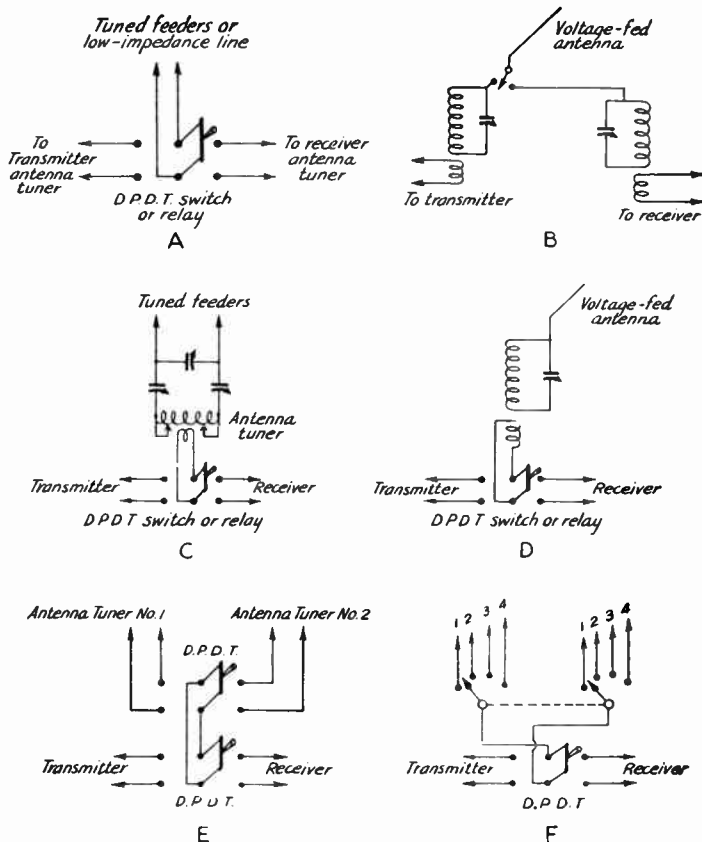 Tuned feeders or
low-impedance line
To
Transmitter
antenna
tuner
To receiver
antenna
tuner
D.P.D.T. switch
or relay
A
Voltage-fed
antenna
To transmitter
To receiver
B
Tuned feeders
Antenna
tuner
Transmitter
Receiver
D.P.D.T. switch or relay
C
Voltage-fed
antenna
Transmitter
Receiver
D.P.D.T. switch or relay
D
Antenna Tuner No.1
Antenna Tuner No.2
D.P.D.T.
Transmitter
Receiver
D.P.D.T.
E
1 2 3 4
1 2 3 4
Transmitter
Receiver
D.P.D.T
F